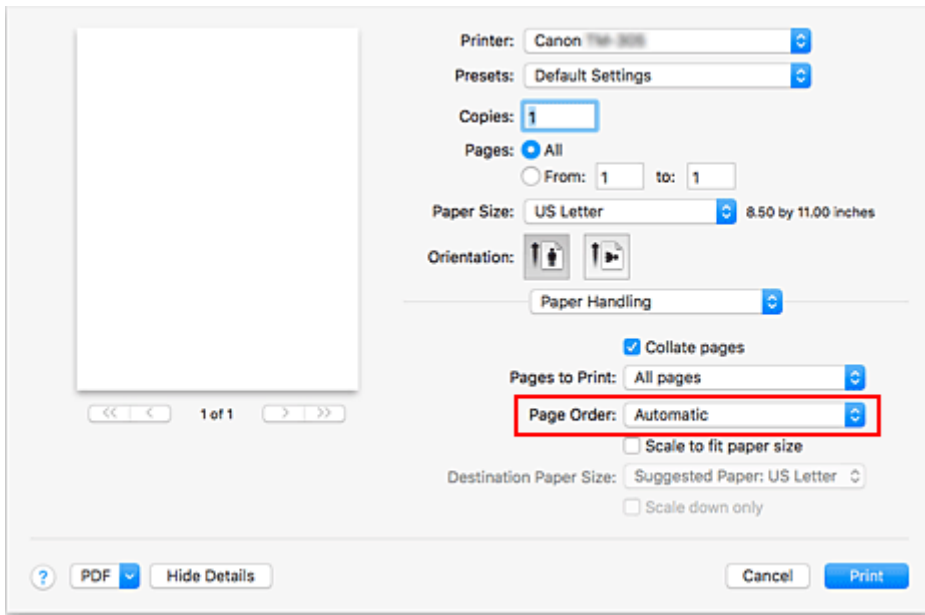 Printer: Canon
Presets: Default Settings
Copies: 1
Pages: All
From: 1 to: 1
Paper Size: US Letter 8.50 by 11.00 inches
Orientation:
Paper Handling
Collate pages
Pages to Print: All pages
<< < 1 of 1 > >>
Page Order: Automatic
Scale to fit paper size
Destination Paper Size: Suggested Paper: US Letter
Scale down only
? PDF Hide Details Cancel Print